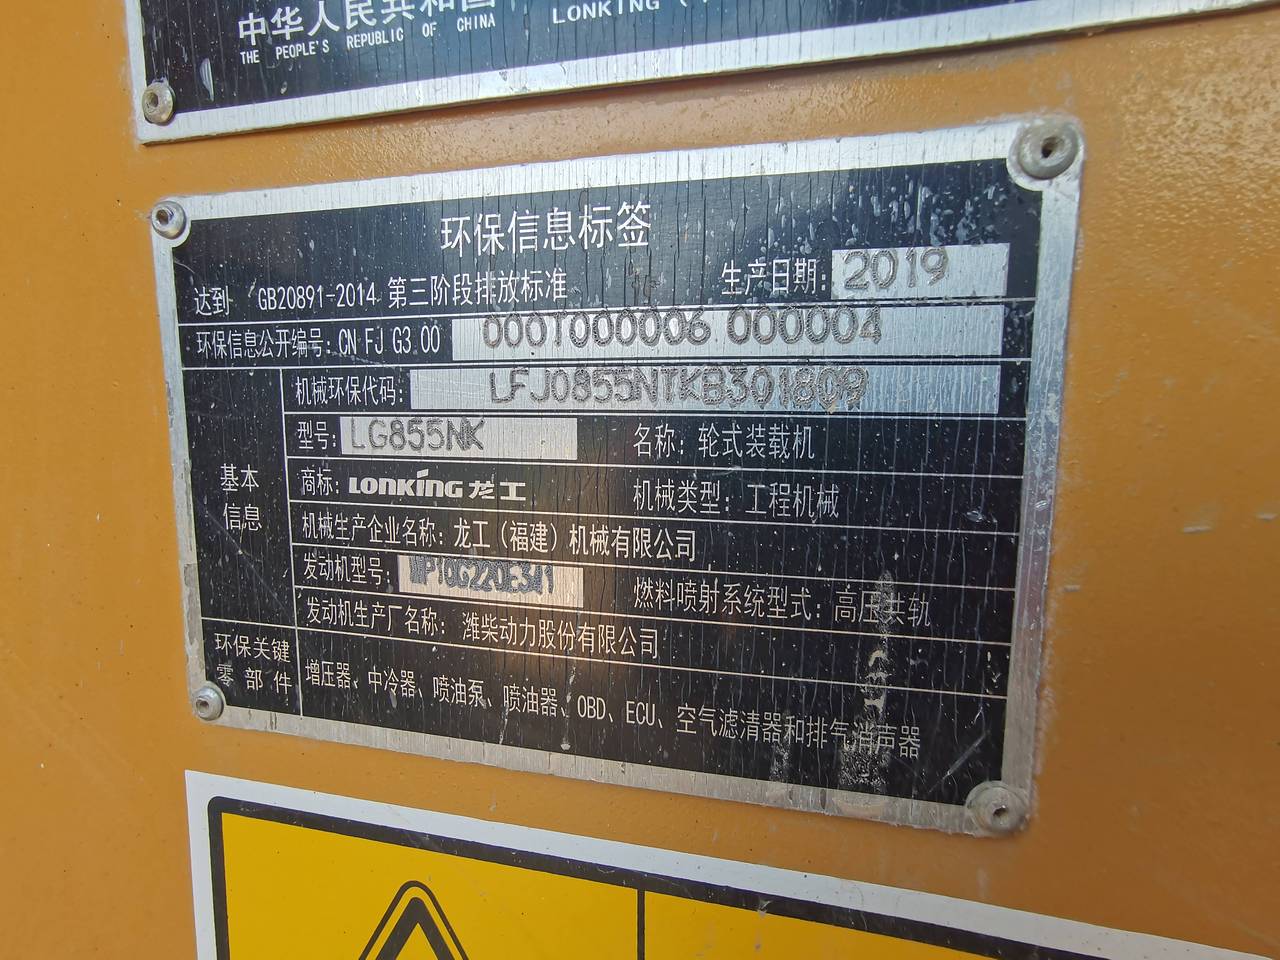 中华人民共和国
THE PEOPLE'S REPUBLIC OF CHINA
LONKING (
环保信息标签
达到 GB20891-2014 第三阶段排放标准 生产日期: 2019
环保信息公开编号: CN FJ G3 00 000T000006 000004
机械环保代码: LFJ0855NTKB301809
型号: LG855NK 名称: 轮式装载机
基本信息
商标: LONKING 龙工 机械类型: 工程机械
机械生产企业名称: 龙工（福建）机械有限公司
发动机型号: WP10G220E341 燃料喷射系统型式: 高压共轨
发动机生产厂名称: 潍柴动力股份有限公司
环保关键零部件
增压器、中冷器、喷油泵、喷油器、OBD、ECU、空气滤清器和排气消声器